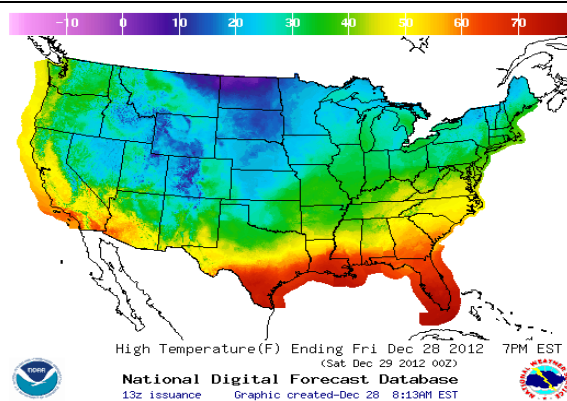 -10 0 10 20 30 40 50 60 70
High Temperature(F) Ending Fri Dec 28 2012 7PM EST
(Sat Dec 29 2012 00Z)
National Digital Forecast Database
13z issuance Graphic created-Dec 28 8:13AM EST
NOAA